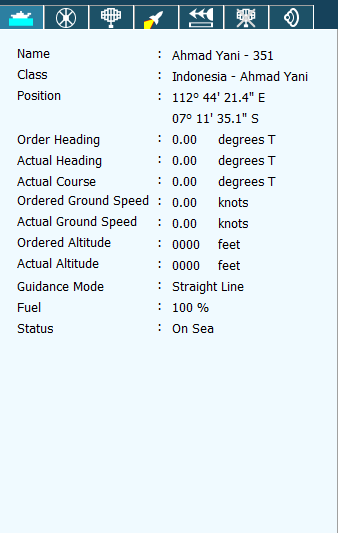 Name : Ahmad Yani - 351
Class : Indonesia - Ahmad Yani
Position : 112° 44' 21.4" E
07° 11' 35.1" S
Order Heading : 0.00 degrees T
Actual Heading : 0.00 degrees T
Actual Course : 0.00 degrees T
Ordered Ground Speed : 0.00 knots
Actual Ground Speed : 0.00 knots
Ordered Altitude : 0000 feet
Actual Altitude : 0000 feet
Guidance Mode : Straight Line
Fuel : 100 %
Status : On Sea